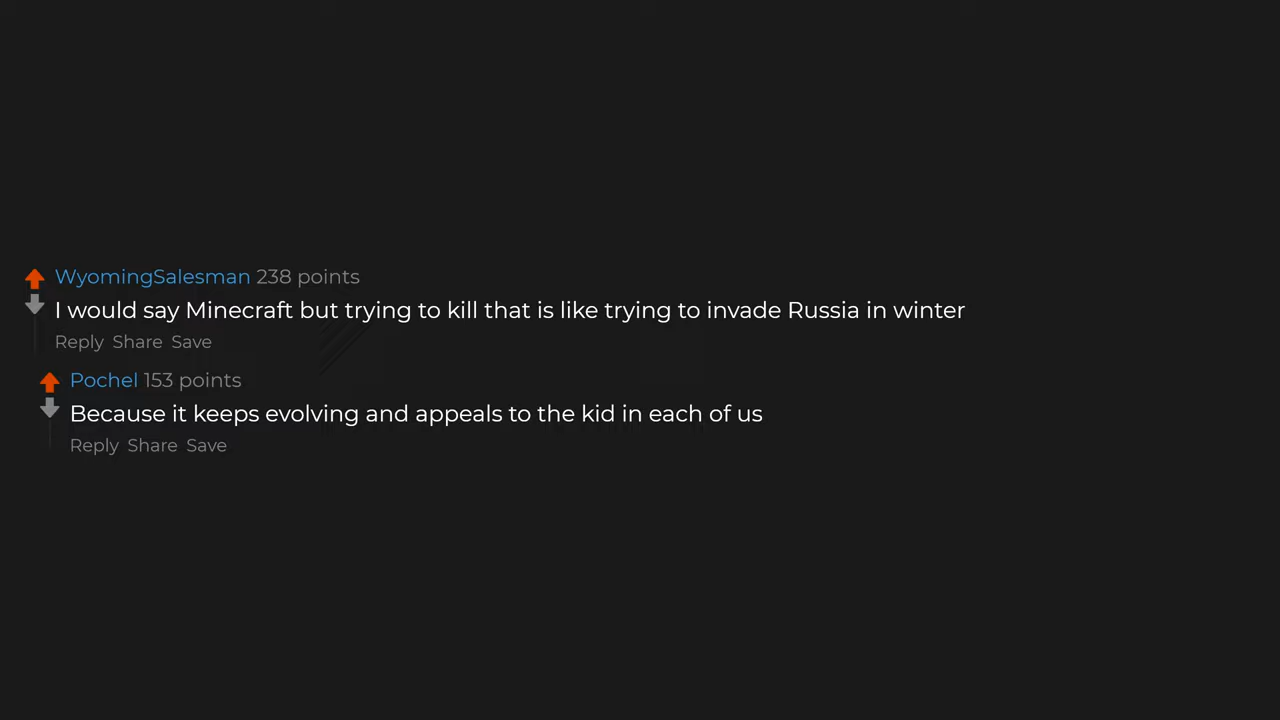 WyomingSalesman 238 points
I would say Minecraft but trying to kill that is like trying to invade Russia in winter
Reply Share Save
Pochel 153 points
Because it keeps evolving and appeals to the kid in each of us
Reply Share Save